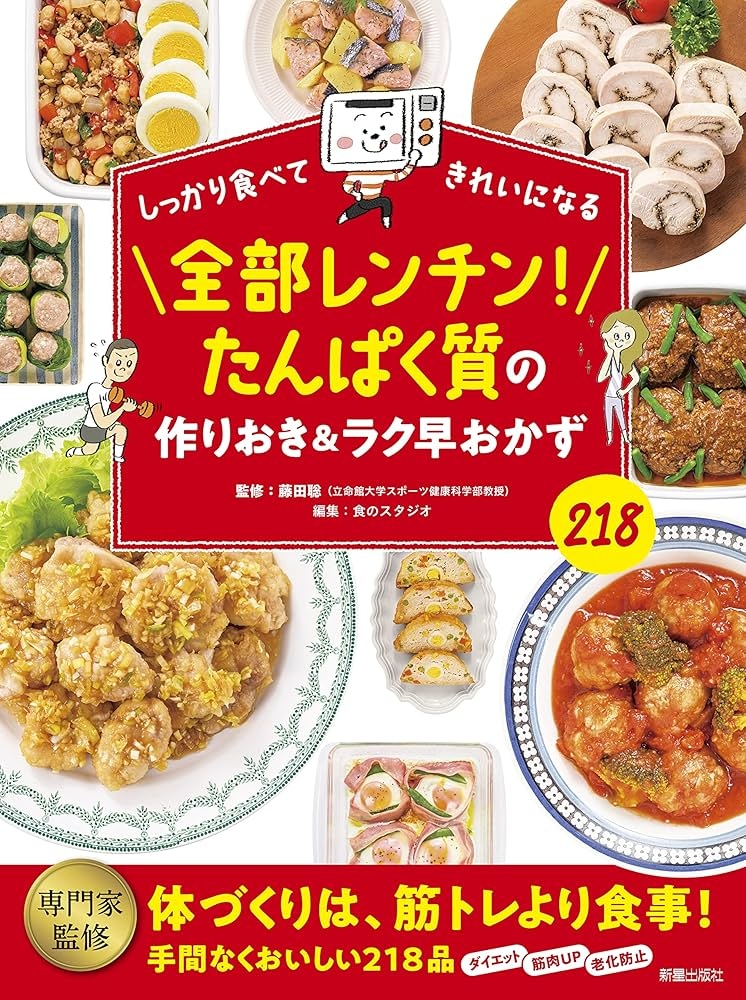 しっかり食べて きれいになる
全部レンチン!
たんぱく質の
作りおき&ラク早おかず
218
監修：藤田聡（立命館大学スポーツ健康科学部教授）
編集：食のスタジオ
専門家
監修
体づくりは、筋トレより食事!
手間なくおいしい218品
ダイエット 筋肉UP 老化防止
新星出版社